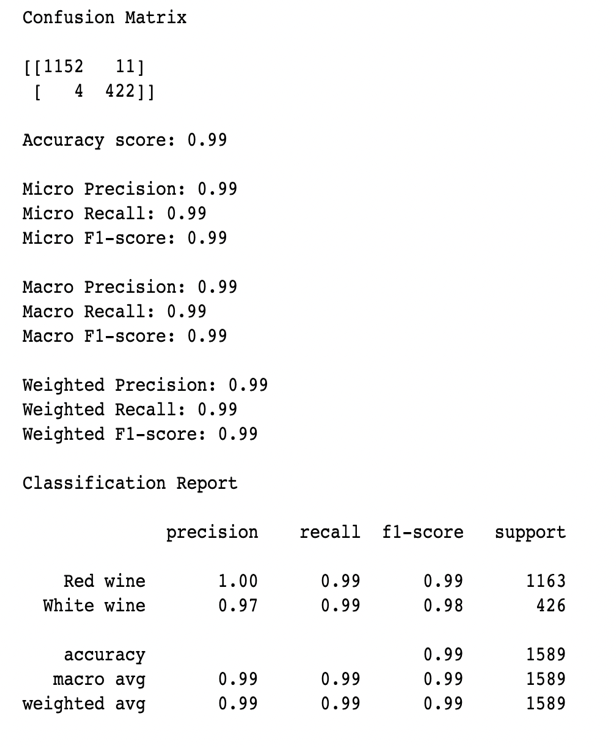 Confusion Matrix
[[1152   11]
 [   4  422]]
Accuracy score: 0.99
Micro Precision: 0.99
Micro Recall: 0.99
Micro F1-score: 0.99
Macro Precision: 0.99
Macro Recall: 0.99
Macro F1-score: 0.99
Weighted Precision: 0.99
Weighted Recall: 0.99
Weighted F1-score: 0.99
Classification Report
precision    recall  f1-score   support
Red wine       1.00      0.99      0.99      1163
White wine       0.97      0.99      0.98       426
accuracy                           0.99      1589
macro avg       0.99      0.99      0.99      1589
weighted avg       0.99      0.99      0.99      1589